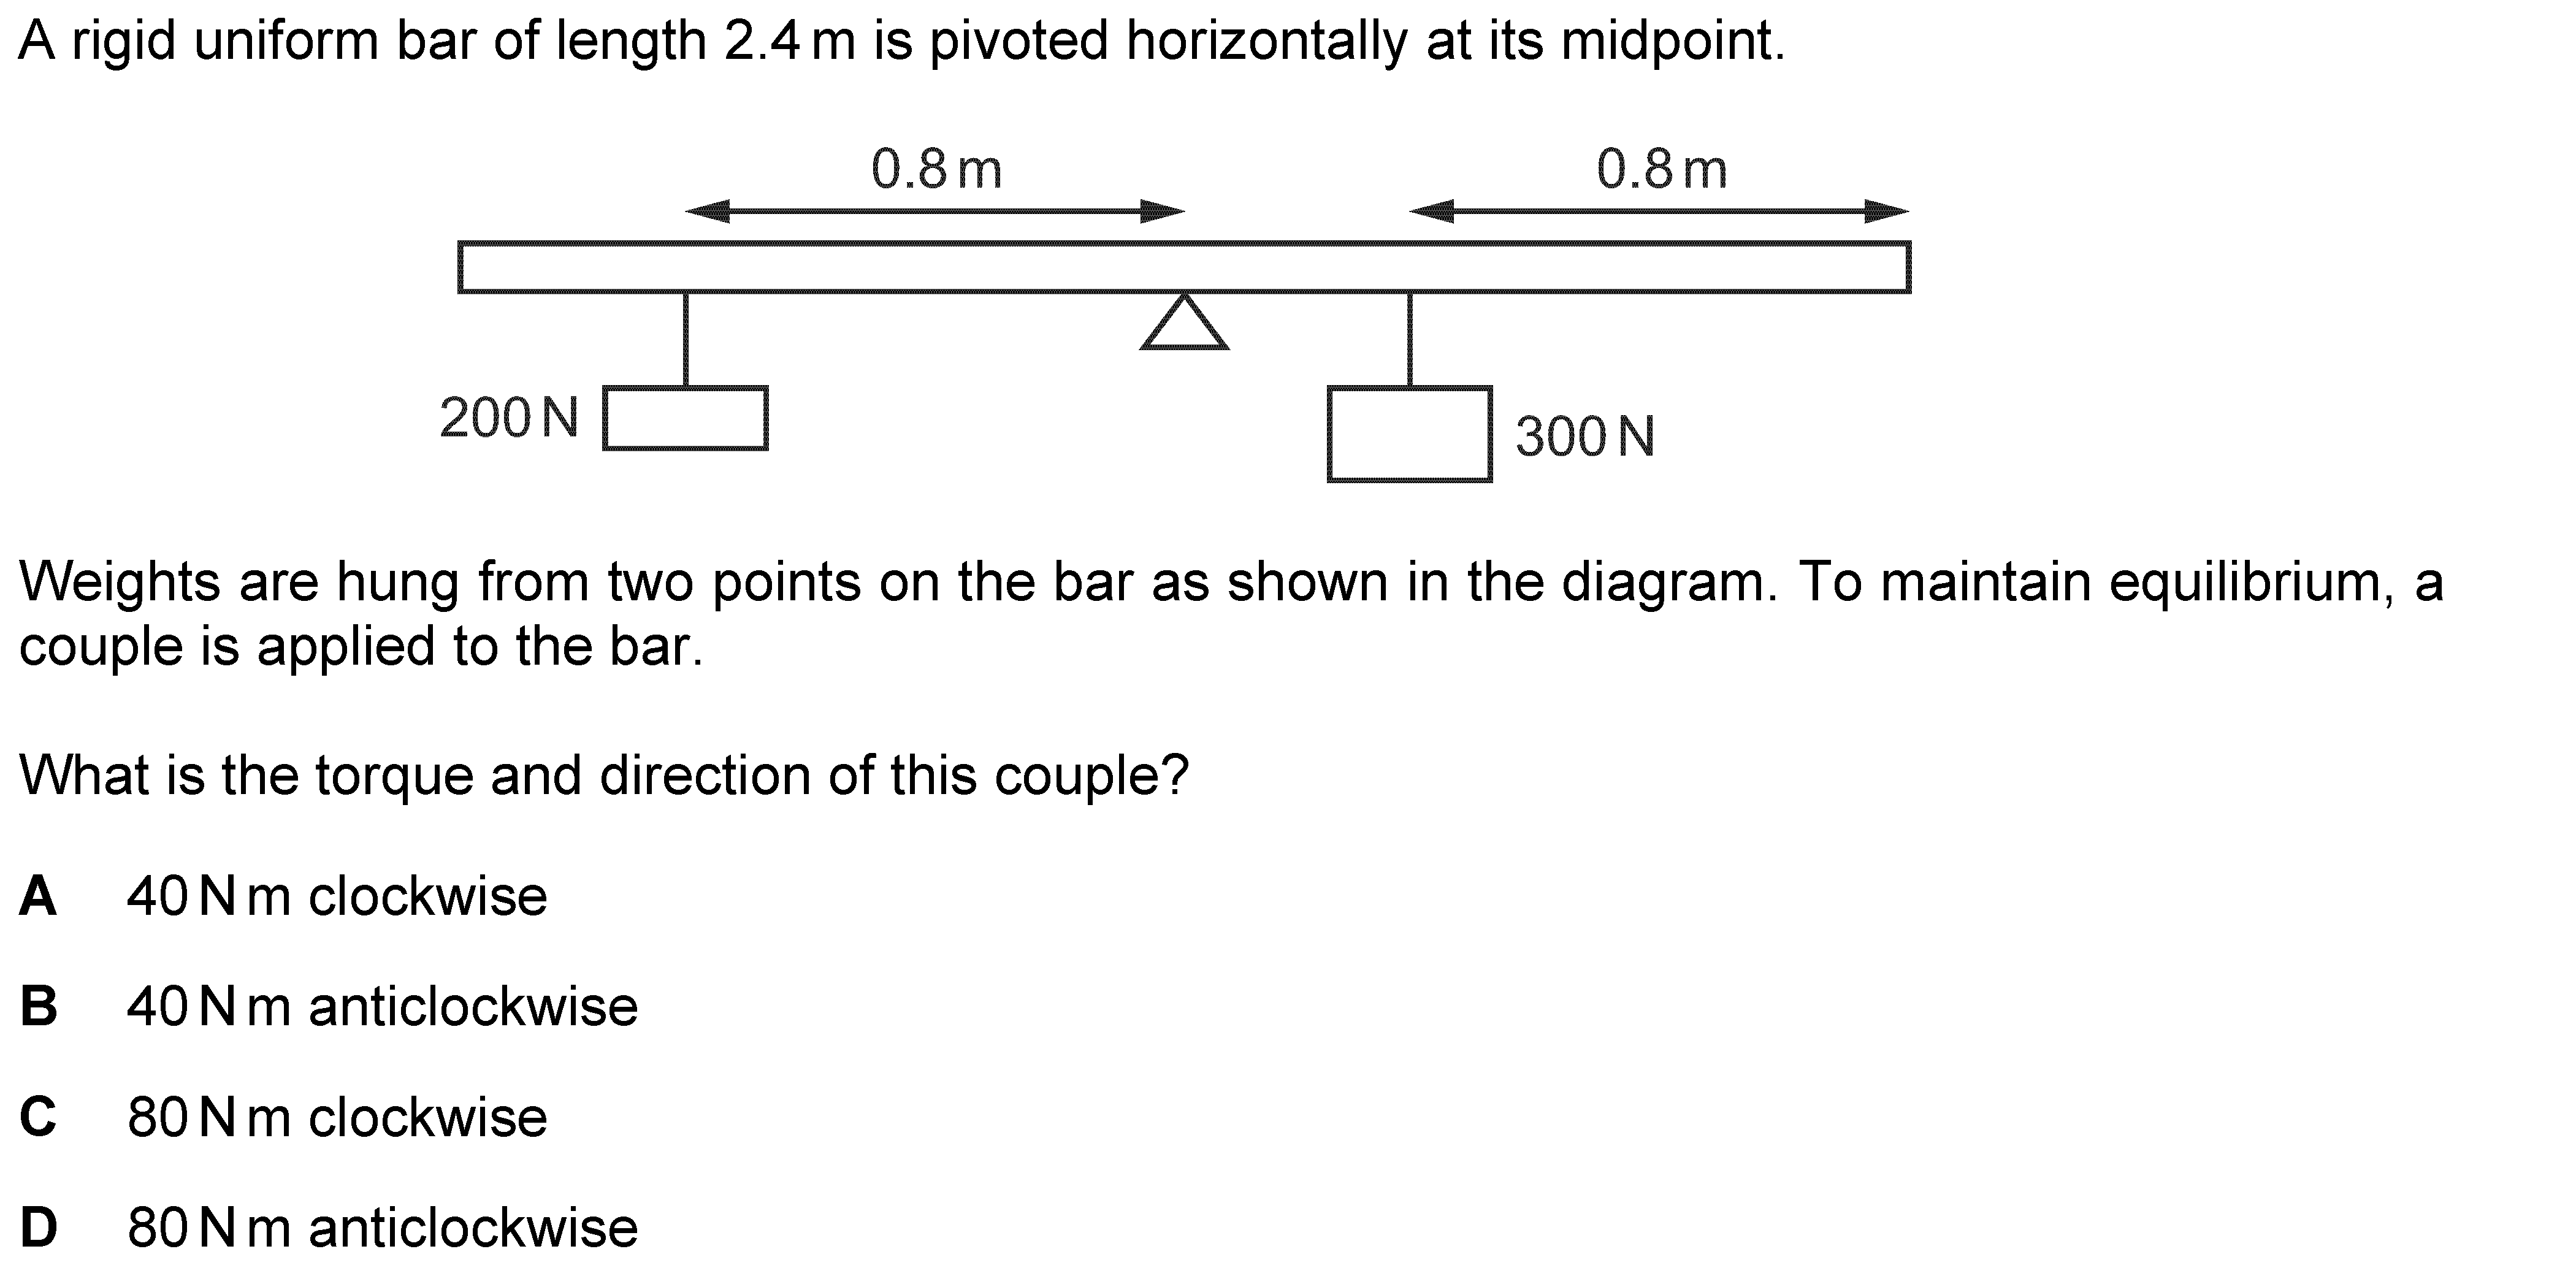 A rigid uniform bar of length 2.4 m is pivoted horizontally at its midpoint.
0.8 m 0.8 m
200 N
300 N
Weights are hung from two points on the bar as shown in the diagram. To maintain equilibrium, a
couple is applied to the bar.
What is the torque and direction of this couple?
A 40 N m clockwise
B 40 N m anticlockwise
C 80 N m clockwise
D 80 N m anticlockwise